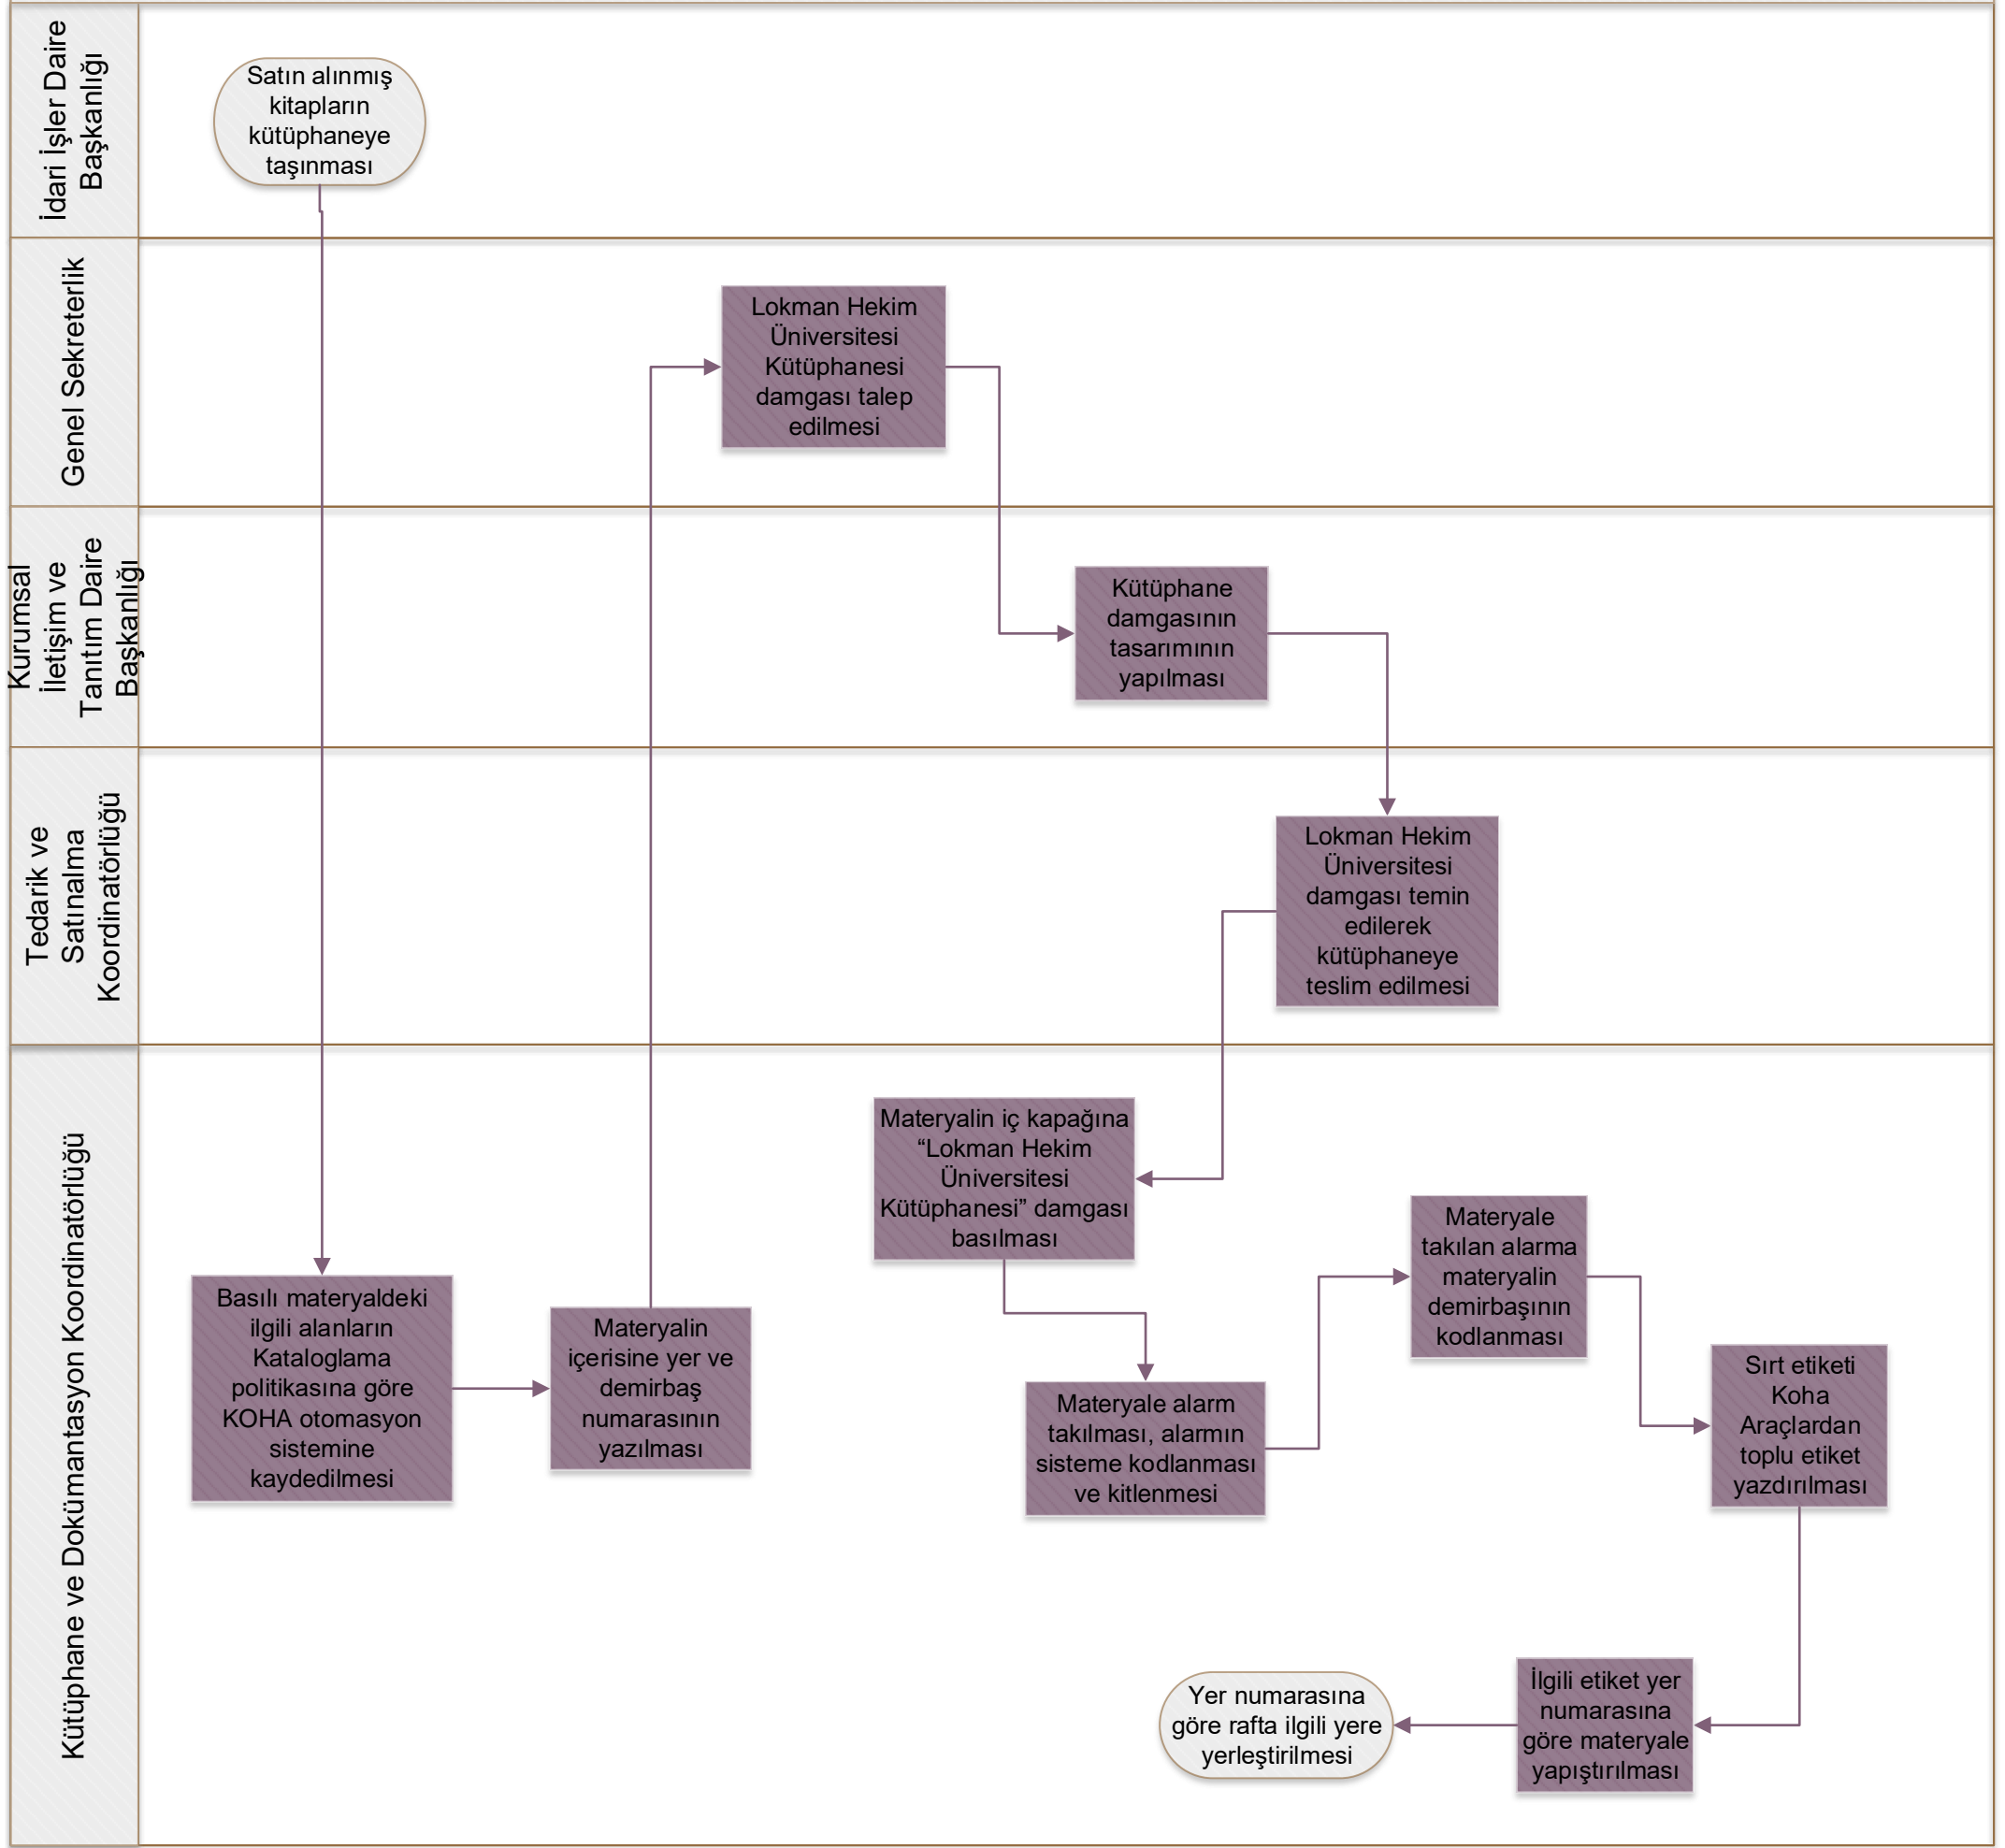 İdari İşler Daire
Başkanlığı
Satın alınmış
kitapların
kütüphaneye
taşınması
Genel Sekreterlik
Lokman Hekim
Üniversitesi
Kütüphanesi
damgası talep
edilmesi
Kurumsal
İletişim ve
Tanıtım Daire
Başkanlığı
Kütüphane
damgasının
tasarımının
yapılması
Tedarik ve
Satınalma
Koordinatörlüğü
Lokman Hekim
Üniversitesi
damgası temin
edilerek
kütüphaneye
teslim edilmesi
Kütüphane ve Dokümantasyon Koordinatörlüğü
Basılı materyaldeki
ilgili alanların
Kataloglama
politikasına göre
KOHA otomasyon
sistemine
kaydedilmesi
Materyalin
içerisine yer ve
demirbaş
numarasının
yazılması
Materyalin iç kapağına
“Lokman Hekim
Üniversitesi
Kütüphanesi” damgası
basılması
Materyale alarm
takılması, alarmın
sisteme kodlanması
ve kitlenmesi
Materyale
takılan alarma
materyalin
demirbaşının
kodlanması
Sırt etiketi
Koha
Araçlardan
toplu etiket
yazdırılması
İlgili etiket yer
numarasına
göre materyale
yapıştırılması
Yer numarasına
göre rafta ilgili yere
yerleştirilmesi